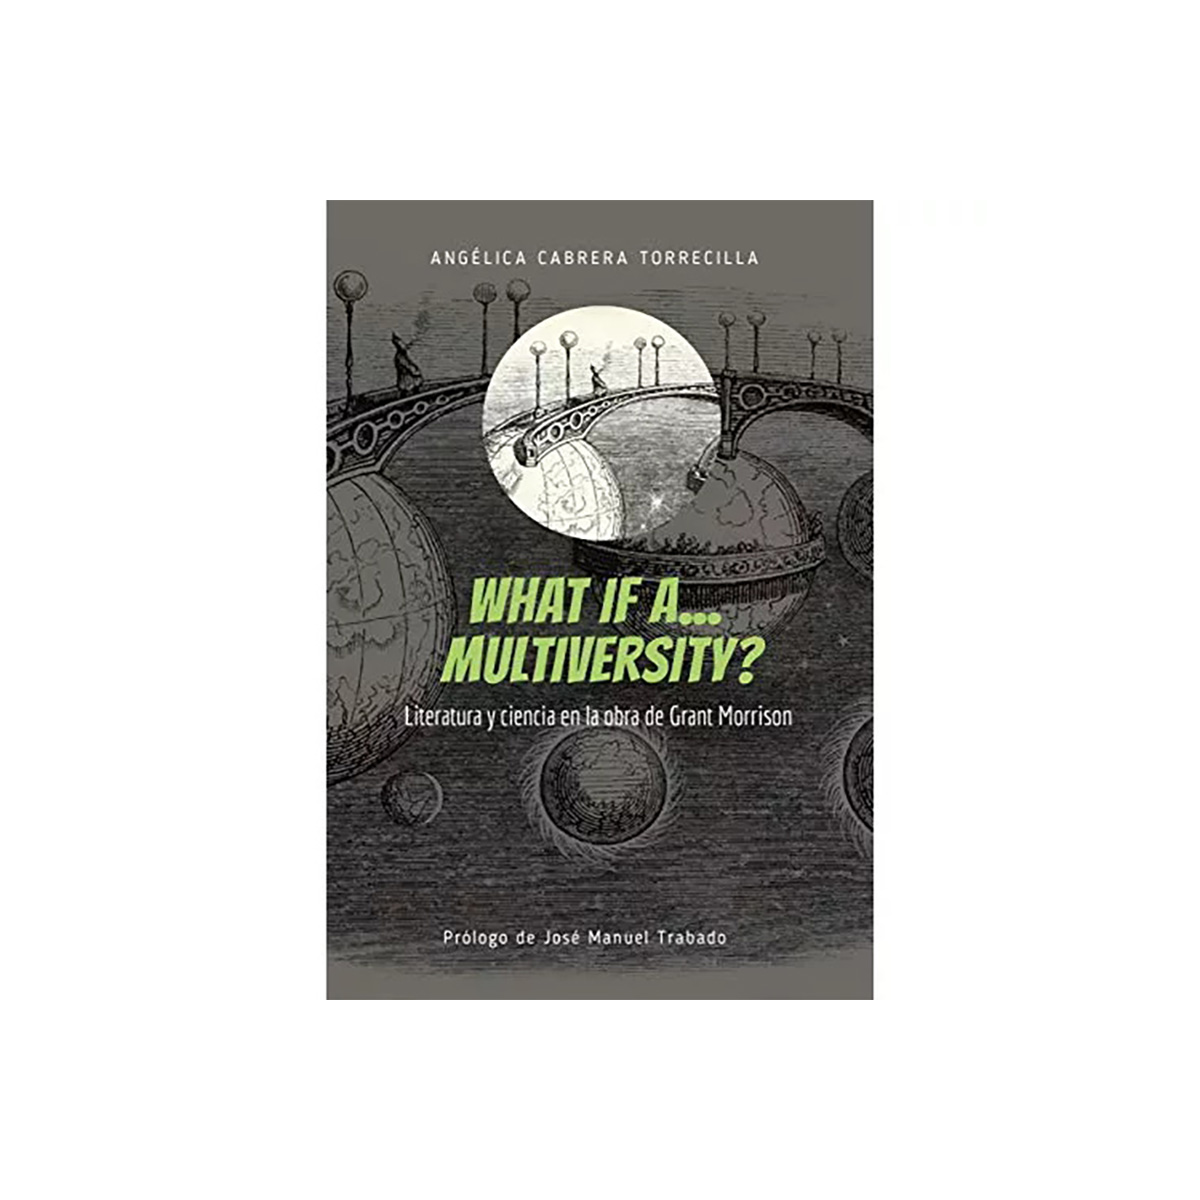 ANGÉLICA CABRERA TORRECILLA
WHAT IF A...
MULTIVERSITY?
Literatura y ciencia en la obra de Grant Morrison
Prólogo de José Manuel Trabado